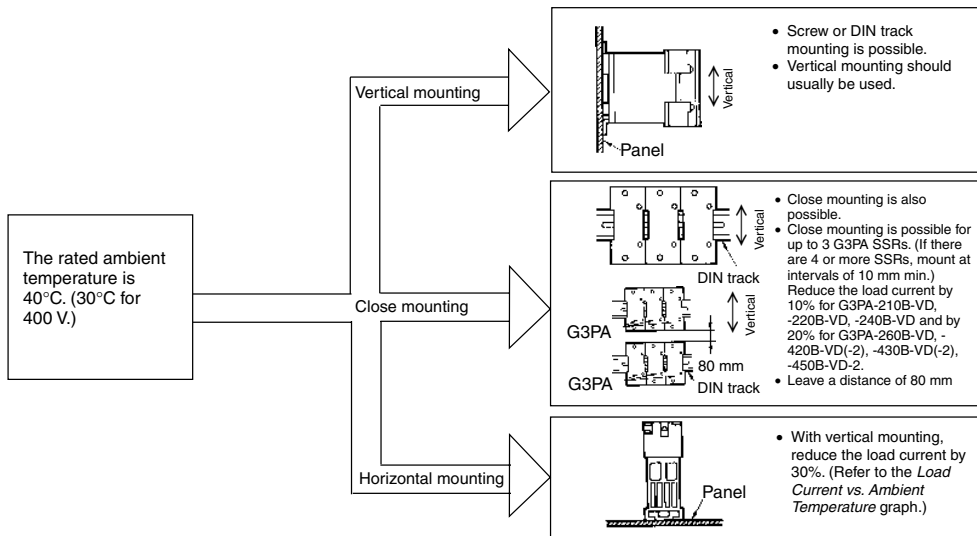 The rated ambient
temperature is
40°C. (30°C for
400 V.)
Vertical mounting
Panel
Vertical
• Screw or DIN track
mounting is possible.
• Vertical mounting should
usually be used.
Close mounting
Vertical
DIN track
G3PA
Vertical
80 mm
G3PA
DIN track
• Close mounting is also
possible.
• Close mounting is possible for
up to 3 G3PA SSRs. (If there
are 4 or more SSRs, mount at
intervals of 10 mm min.)
Reduce the load current by
10% for G3PA-210B-VD,
-220B-VD, -240B-VD and by
20% for G3PA-260B-VD, -
420B-VD(-2), -430B-VD(-2),
-450B-VD-2.
• Leave a distance of 80 mm
Horizontal mounting
Panel
• With vertical mounting,
reduce the load current by
30%. (Refer to the Load
Current vs. Ambient
Temperature graph.)